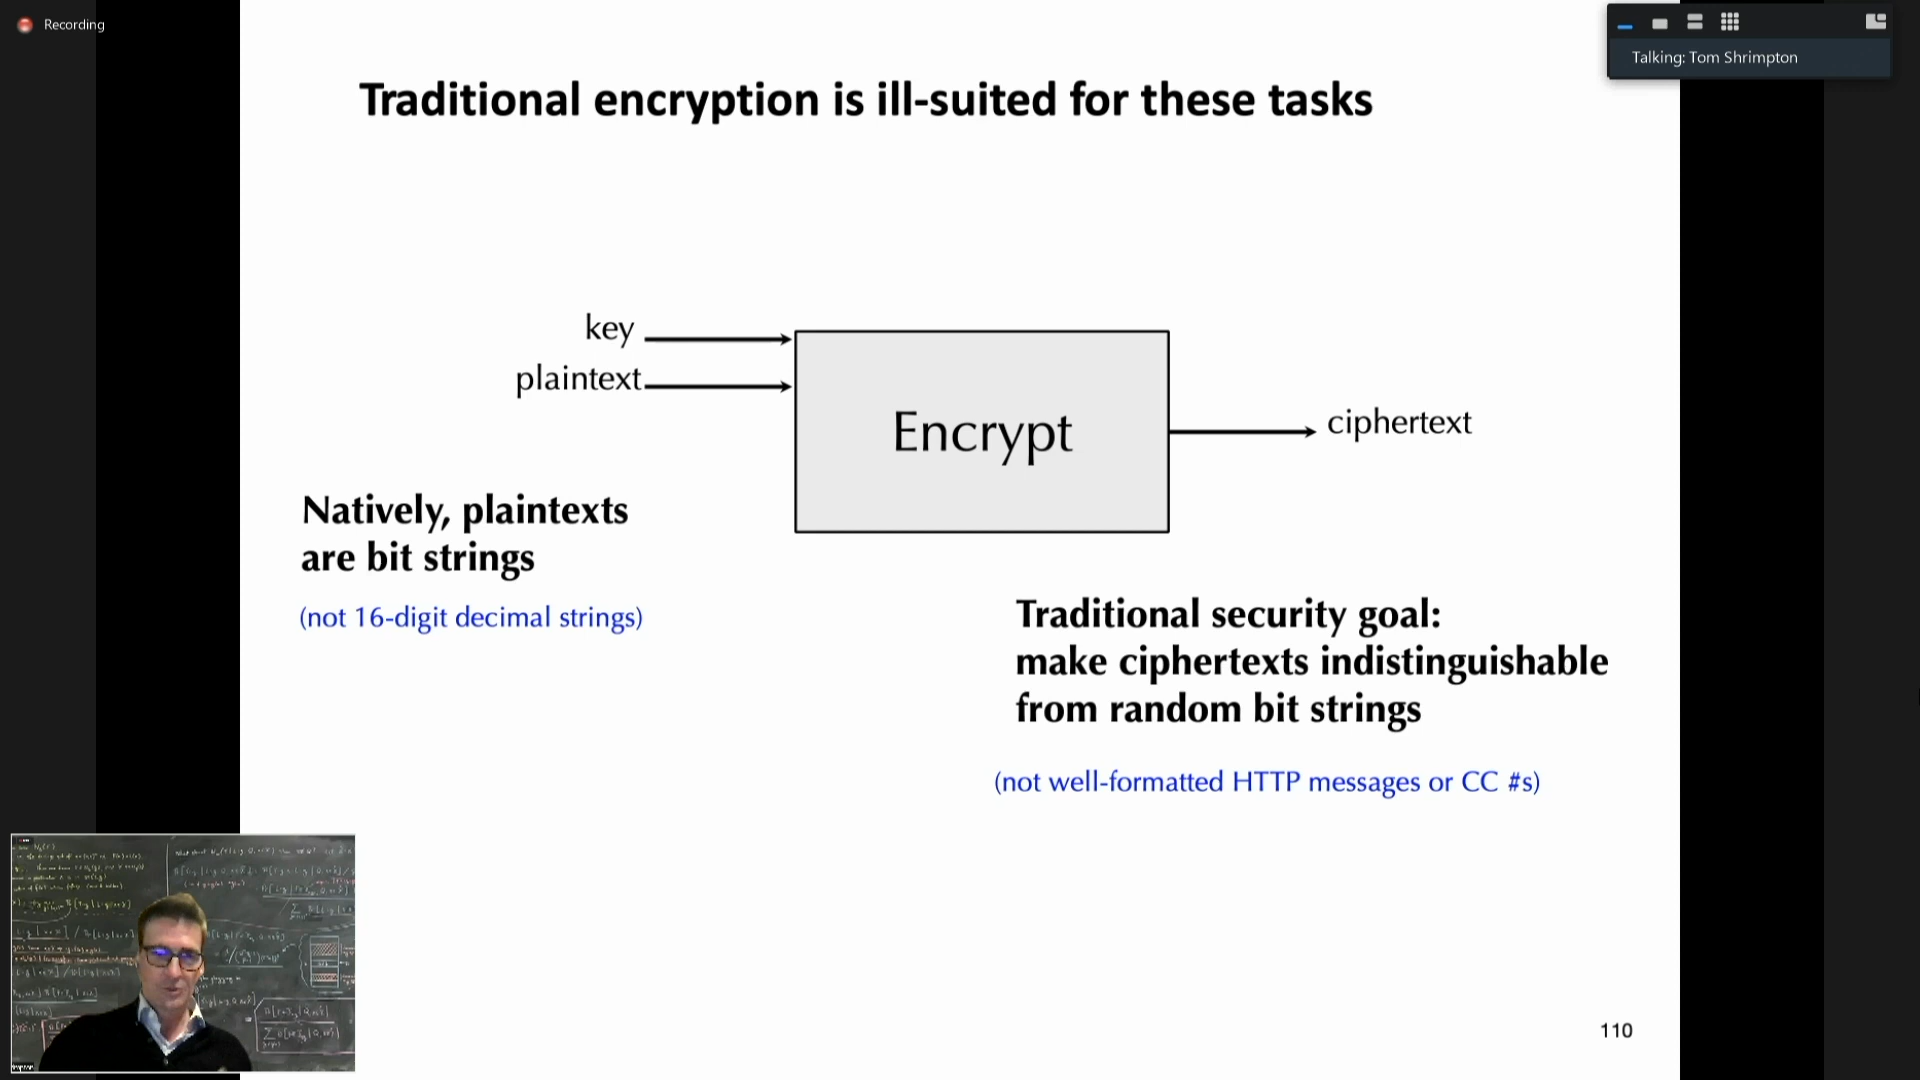 Recording
Talking: Tom Shrimpton
Traditional encryption is ill-suited for these tasks
key
plaintext
Encrypt
ciphertext
Natively, plaintexts
are bit strings
(not 16-digit decimal strings)
Traditional security goal:
make ciphertexts indistinguishable
from random bit strings
(not well-formatted HTTP messages or CC #s)
110